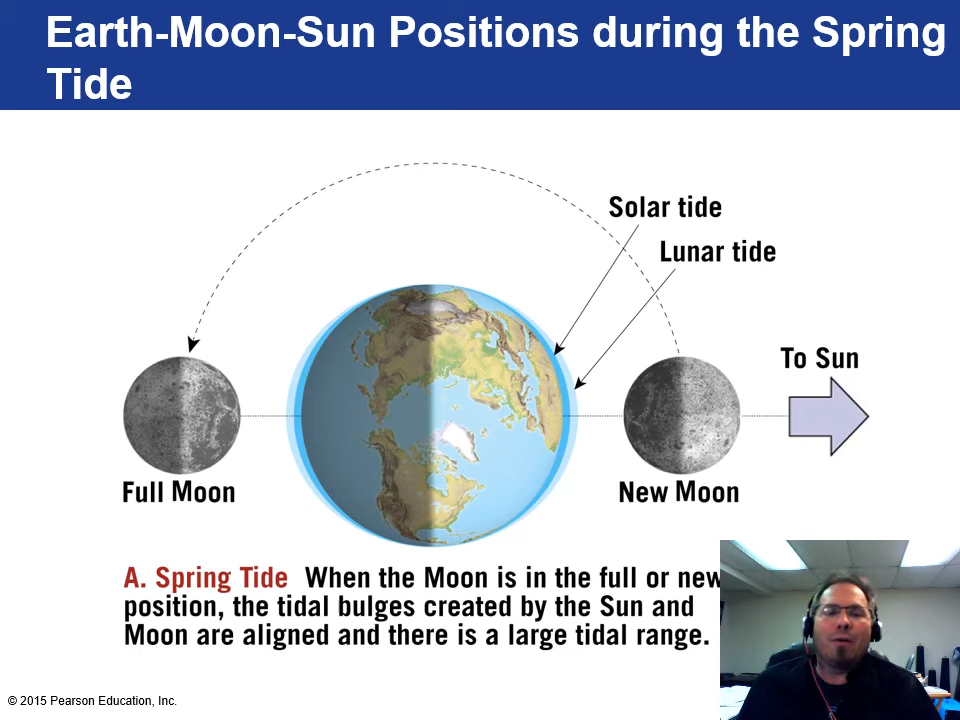 Earth-Moon-Sun Positions during the Spring
Tide
Solar tide
Lunar tide
To Sun
Full Moon
New Moon
A. Spring Tide When the Moon is in the full or new
position, the tidal bulges created by the Sun and
Moon are aligned and there is a large tidal range.
© 2015 Pearson Education, Inc.